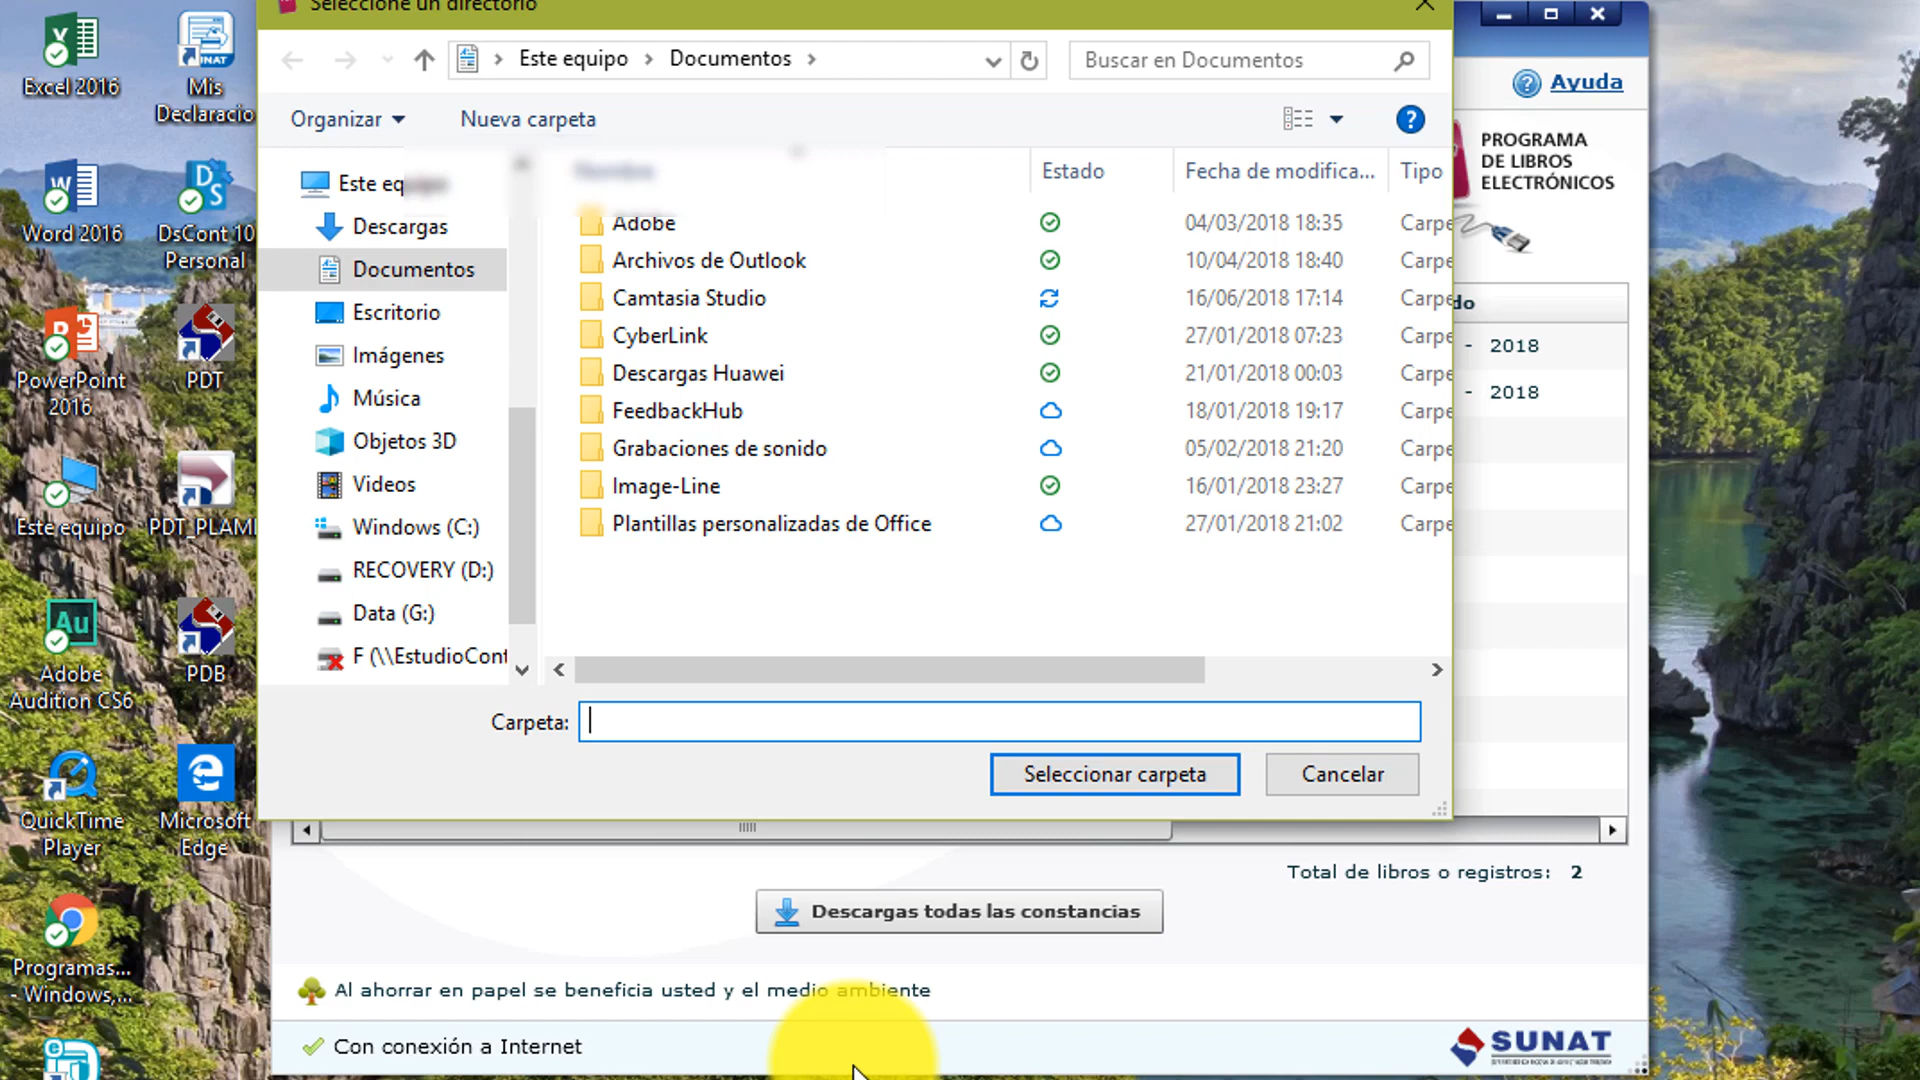 Seleccione un directorio
Este equipo
Documentos
Buscar en Documentos
Organizar
Nueva carpeta
Este equipo
Descargas
Documentos
Escritorio
Imágenes
Música
Objetos 3D
Videos
Windows (C:)
RECOVERY (D:)
Data (G:)
F (\\EstudioCont
Estado
Fecha de modifica...
Tipo
Adobe 04/03/2018 18:35 Carpe
Archivos de Outlook 10/04/2018 18:40 Carpe
Camtasia Studio 16/06/2018 17:14 Carpe
CyberLink 27/01/2018 07:23 Carpe
Descargas Huawei 21/01/2018 00:03 Carpe
FeedbackHub 18/01/2018 19:17 Carpe
Grabaciones de sonido 05/02/2018 21:20 Carpe
Image-Line 16/01/2018 23:27 Carpe
Plantillas personalizadas de Office 27/01/2018 21:02 Carpe
Carpeta:
Seleccionar carpeta
Cancelar
Ayuda
PROGRAMA
DE LIBROS
ELECTRÓNICOS
do
- 2018
- 2018
Total de libros o registros: 2
Descargas todas las constancias
Al ahorrar en papel se beneficia usted y el medio ambiente
Con conexión a Internet
SUNAT
Excel 2016
Mis
Declaracio
Word 2016
DsCont 10
Personal
PowerPoint
2016
PDT
Este equipo
PDT_PLAME
Adobe
Audition CS6
PDB
QuickTime
Player
Microsoft
Edge
Programas...
- Windows,...